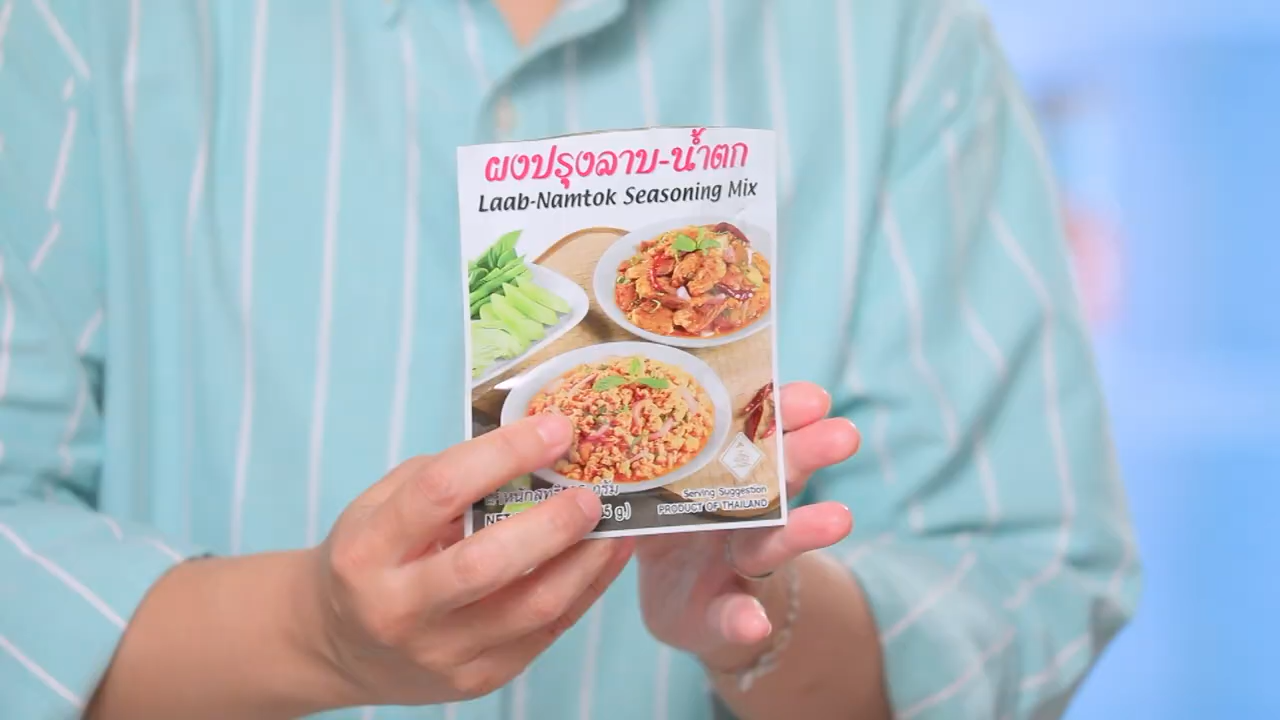 ผงปรุงลาบ-น้ำตก
Laab-Namtok Seasoning Mix
Serving Suggestion
PRODUCT OF THAILAND